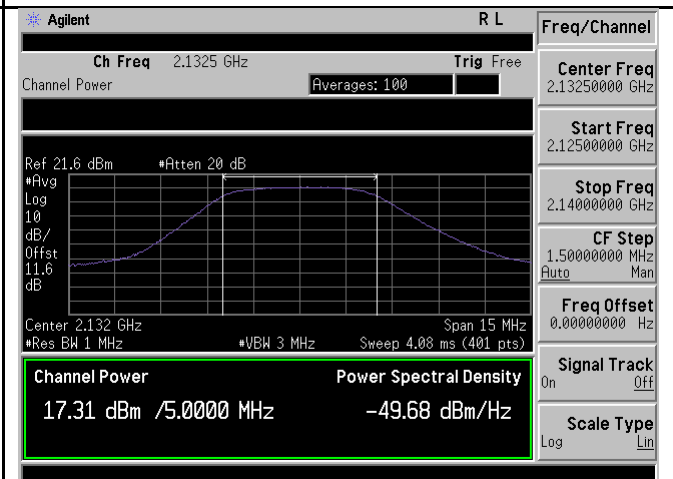 Agilent R L
Ch Freq 2.1325 GHz Trig Free
Channel Power Averages: 100
Ref 21.6 dBm #Atten 20 dB
#Avg
Log
10
dB/
Offst
11.6
dB
Center 2.132 GHz Span 15 MHz
#Res BW 1 MHz #VBW 3 MHz Sweep 4.08 ms (401 pts)
Channel Power Power Spectral Density
17.31 dBm /5.0000 MHz -49.68 dBm/Hz
Freq/Channel
Center Freq
2.13250000 GHz
Start Freq
2.12500000 GHz
Stop Freq
2.14000000 GHz
CF Step
1.50000000 MHz
Auto Man
Freq Offset
0.00000000 Hz
Signal Track
On Off
Scale Type
Log Lin